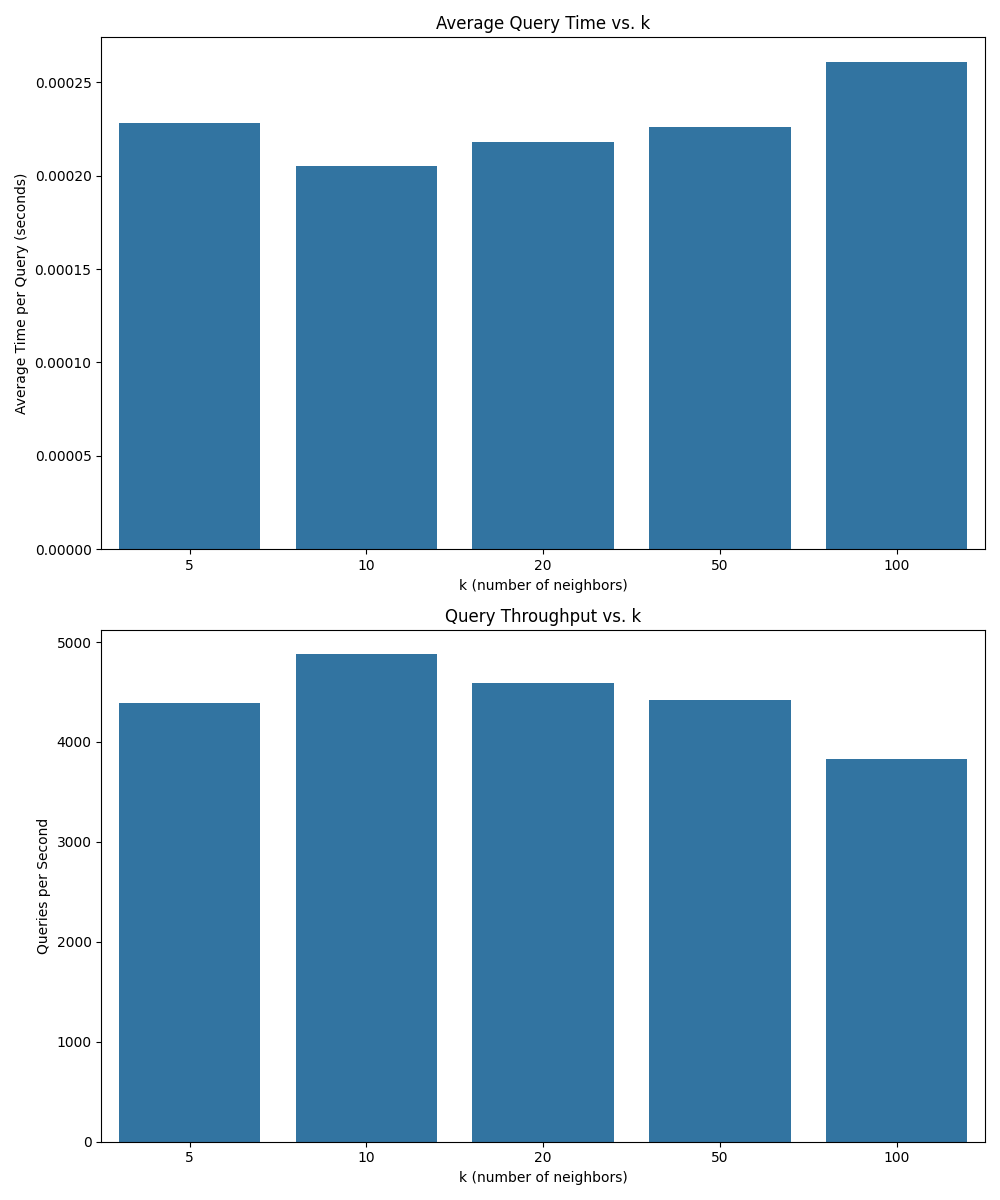 Average Query Time vs. k
Average Time per Query (seconds)
0.00025
0.00020
0.00015
0.00010
0.00005
0.00000
5 10 20 50 100
k (number of neighbors)
Query Throughput vs. k
Queries per Second
5000
4000
3000
2000
1000
0
5 10 20 50 100
k (number of neighbors)